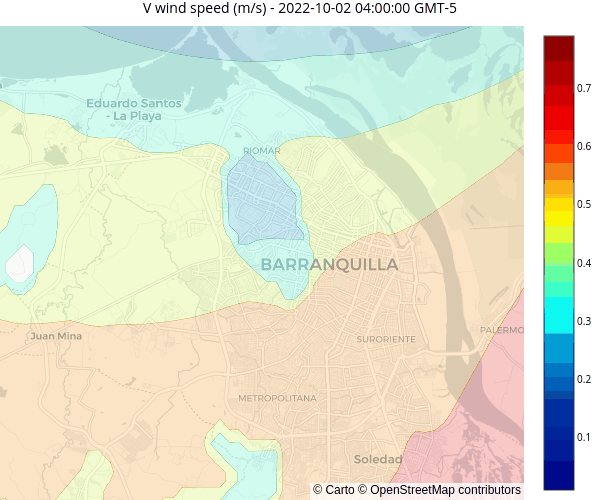 V wind speed (m/s) - 2022-10-02 04:00:00 GMT-5
Eduardo Santos
- La Playa
RIOMAR
BARRANQUILLA
Juan Mina
SURORIENTE
PALERMO
METROPOLITANA
Soledad
© Carto © OpenStreetMap contributors
0.7
0.6
0.5
0.4
0.3
0.2
0.1